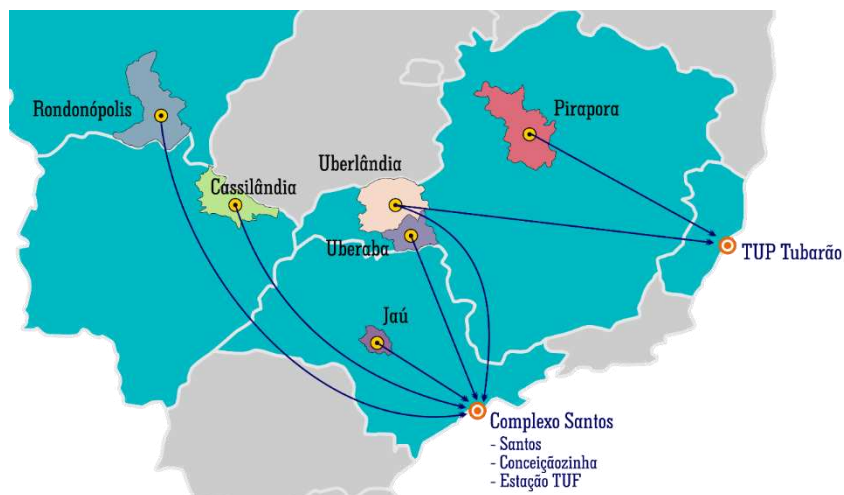 Rondonópolis
Pirapora
Cassilândia
Uberlândia
Uberaba
TUP Tubarão
Jaú
Complexo Santos
- Santos
- Conceiçãozinha
- Estação TUF